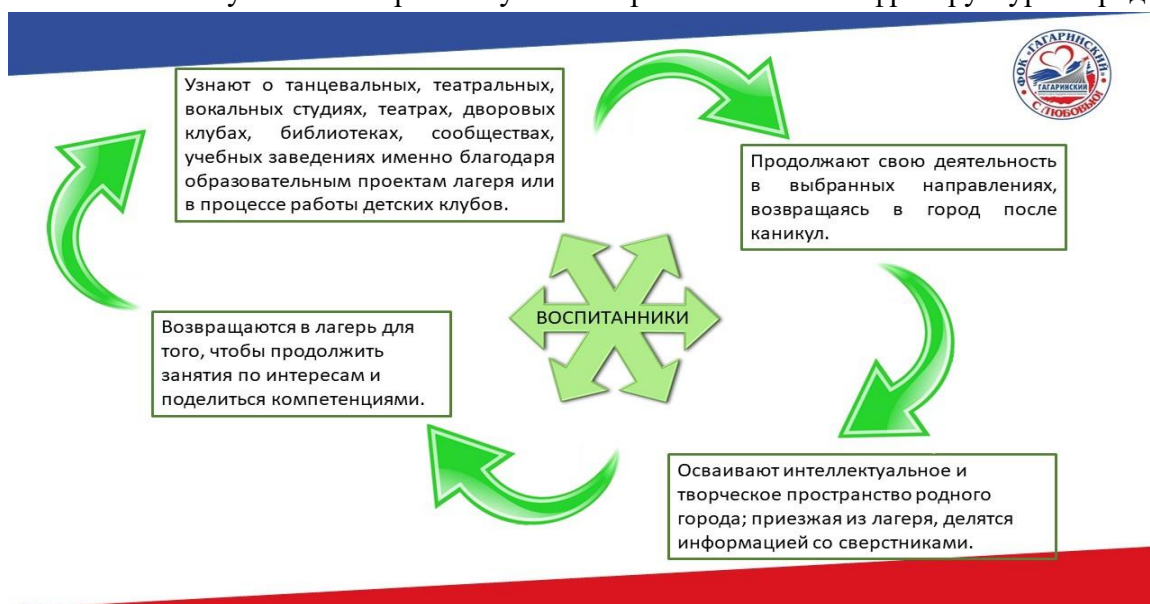 Узнают о танцевальных, театральных,
вокальных студиях, театрах, дворовых
клубах, библиотеках, сообществах,
учебных заведениях именно благодаря
образовательным проектам лагеря или
в процессе работы детских клубов.
ФОК «ГАГАРИНСКИЙ»
ГАГАРИНСКИЙ
С ЛЮБОВЬЮ!
Продолжают свою деятельность
в выбранных направлениях,
возвращаясь в город после
каникул.
ВОСПИТАННИКИ
Возвращаются в лагерь для
того, чтобы продолжить
занятия по интересам и
поделиться компетенциями.
Осваивают интеллектуальное и
творческое пространство родного
города; приезжая из лагеря, делятся
информацией со сверстниками.